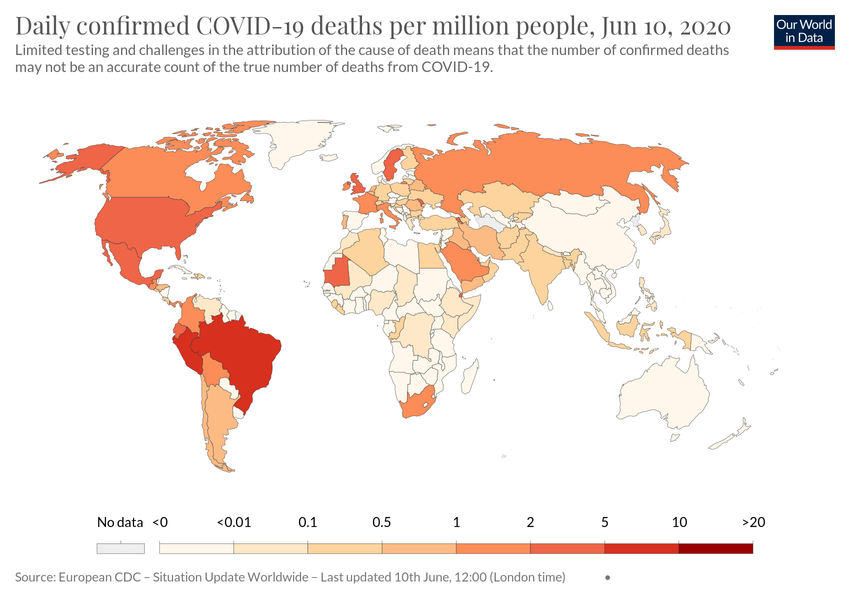 Daily confirmed COVID-19 deaths per million people, Jun 10, 2020
Our World
in Data
Limited testing and challenges in the attribution of the cause of death means that the number of confirmed deaths
may not be an accurate count of the true number of deaths from COVID-19.
No data <0 <0.01 0.1 0.5 1 2 5 10 >20
Source: European CDC – Situation Update Worldwide – Last updated 10th June, 12:00 (London time) •